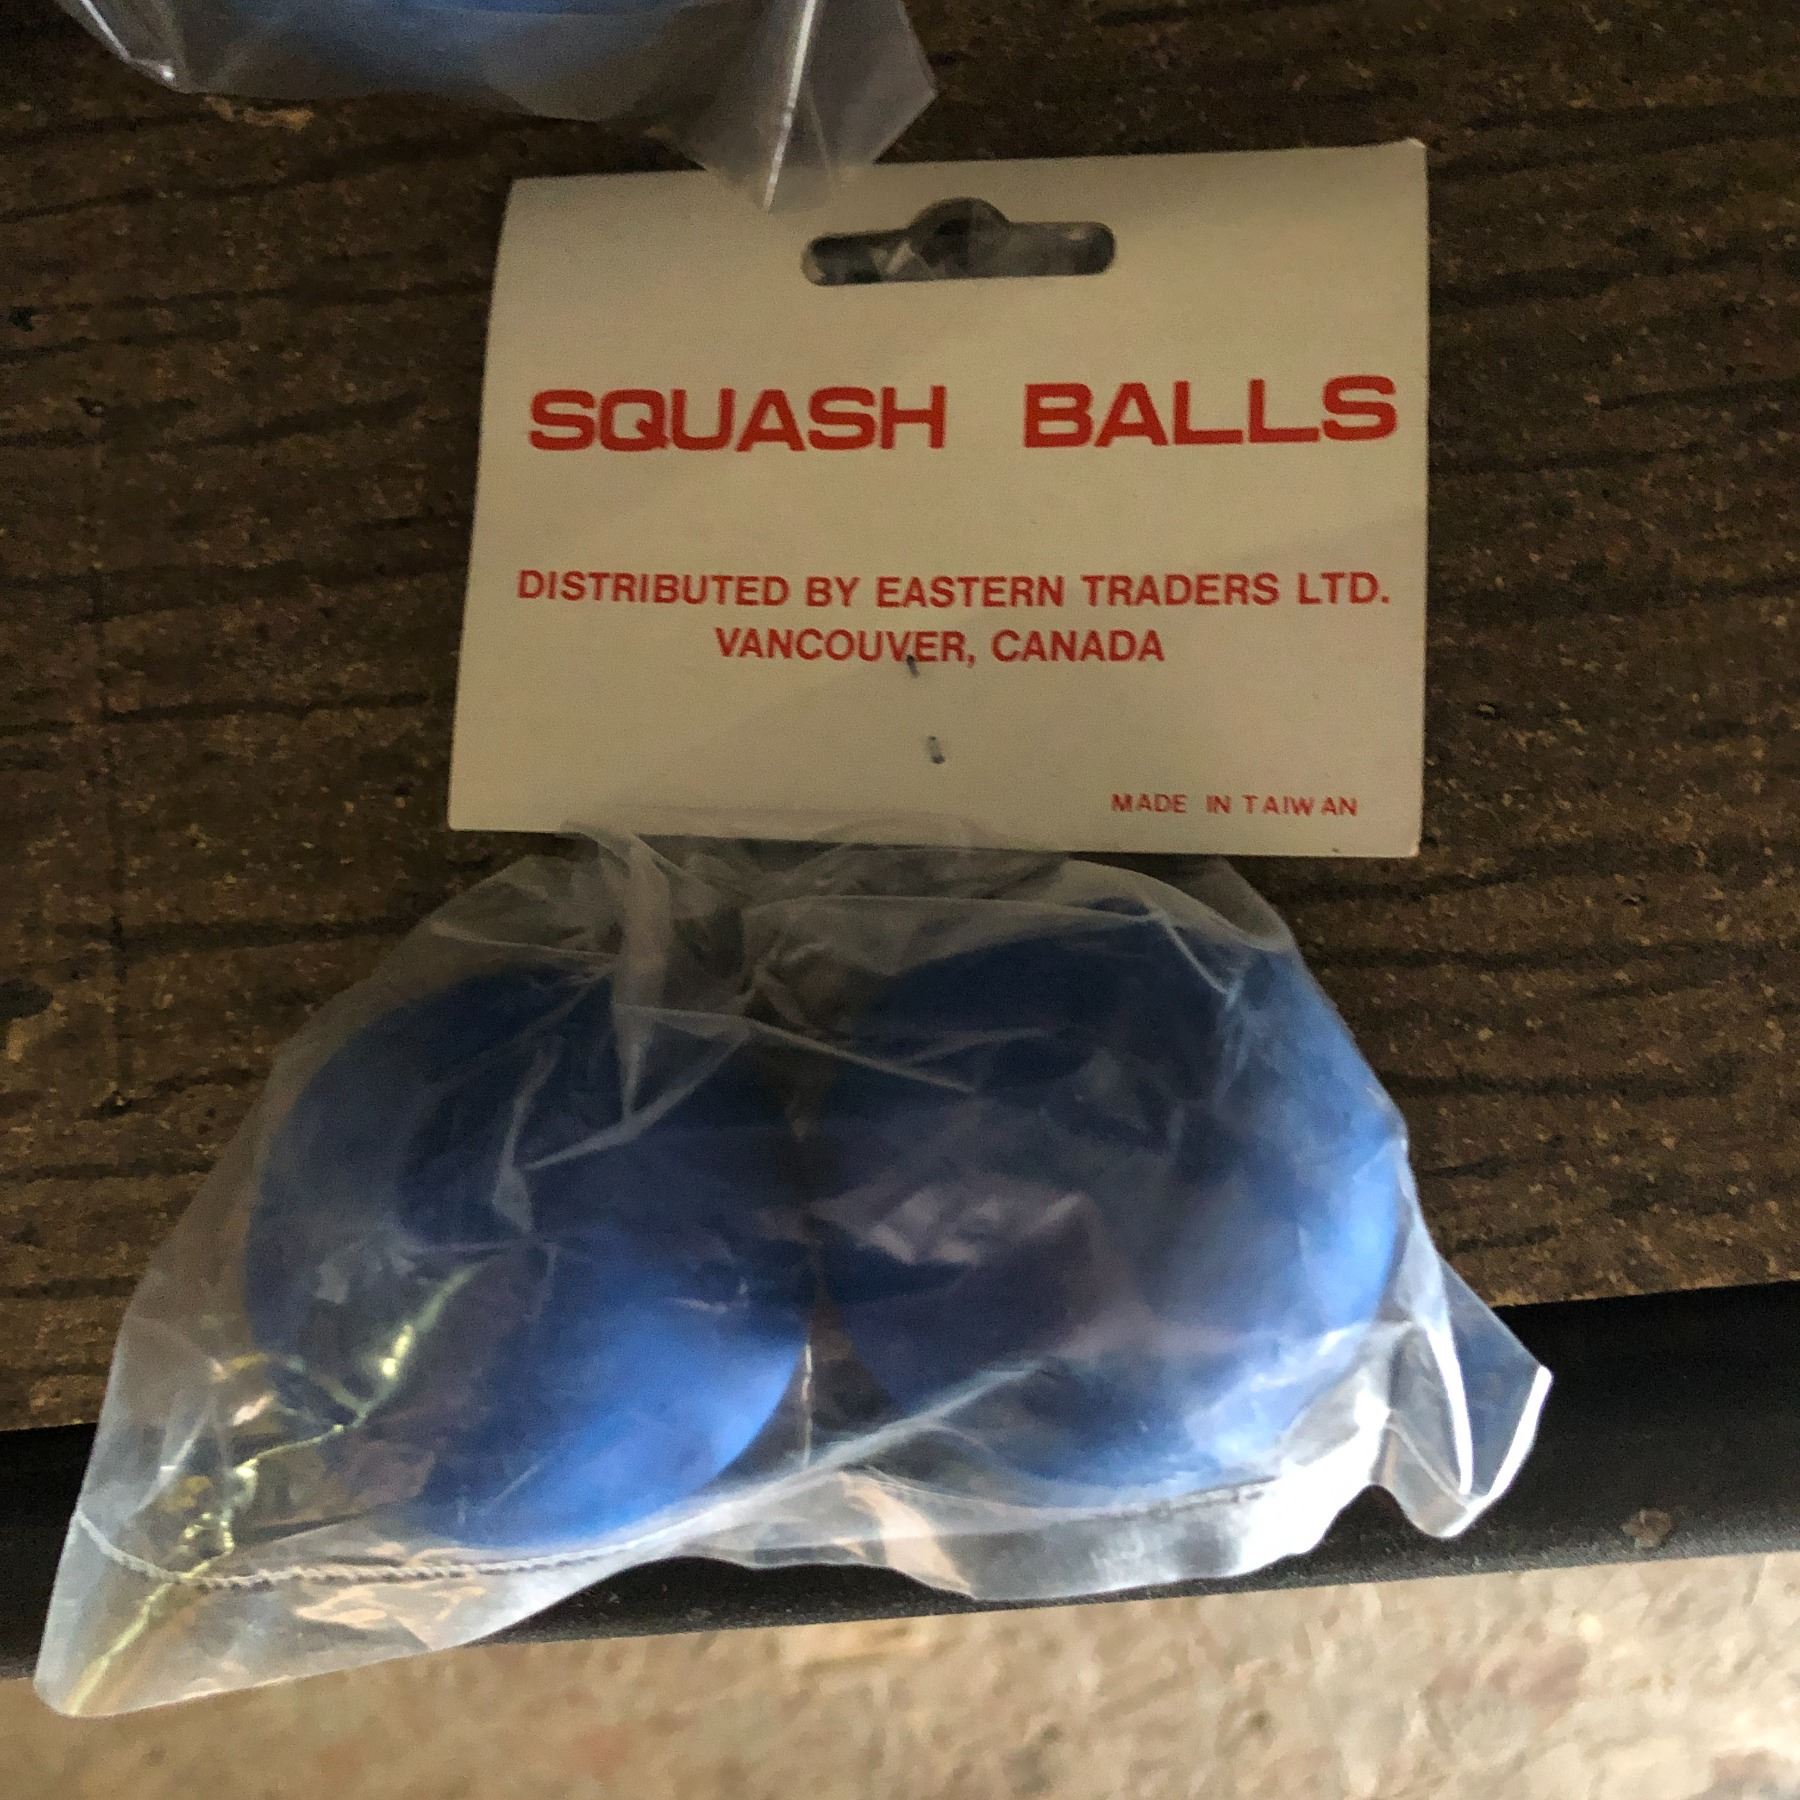 SQUASH BALLS
DISTRIBUTED BY EASTERN TRADERS LTD.
VANCOUVER, CANADA
MADE IN TAIWAN